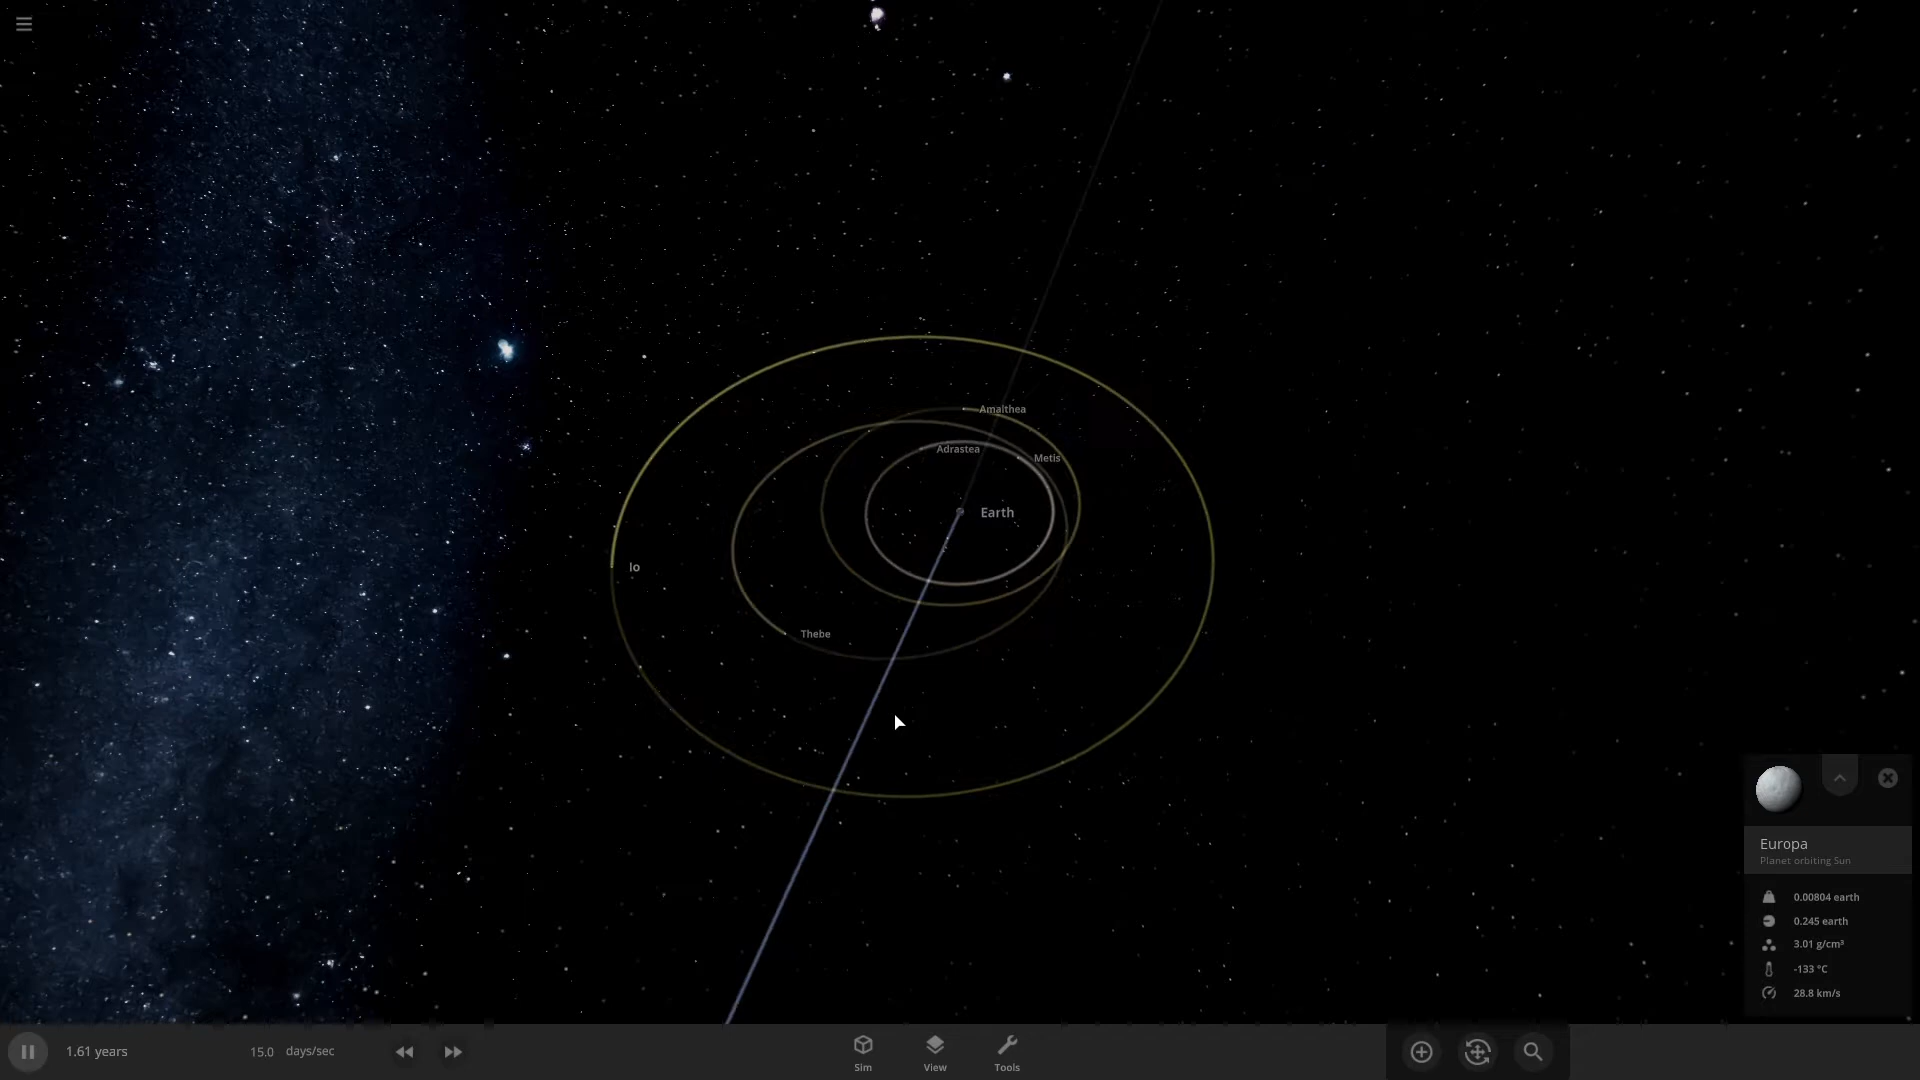 Amalthea
Adrastea
Metis
Earth
Io
Thebe
Europa
Planet orbiting Sun
0.00804 earth
0.245 earth
3.01 g/cm³
-133 °C
28.8 km/s
1.61 years
15.0 days/sec
Sim
View
Tools